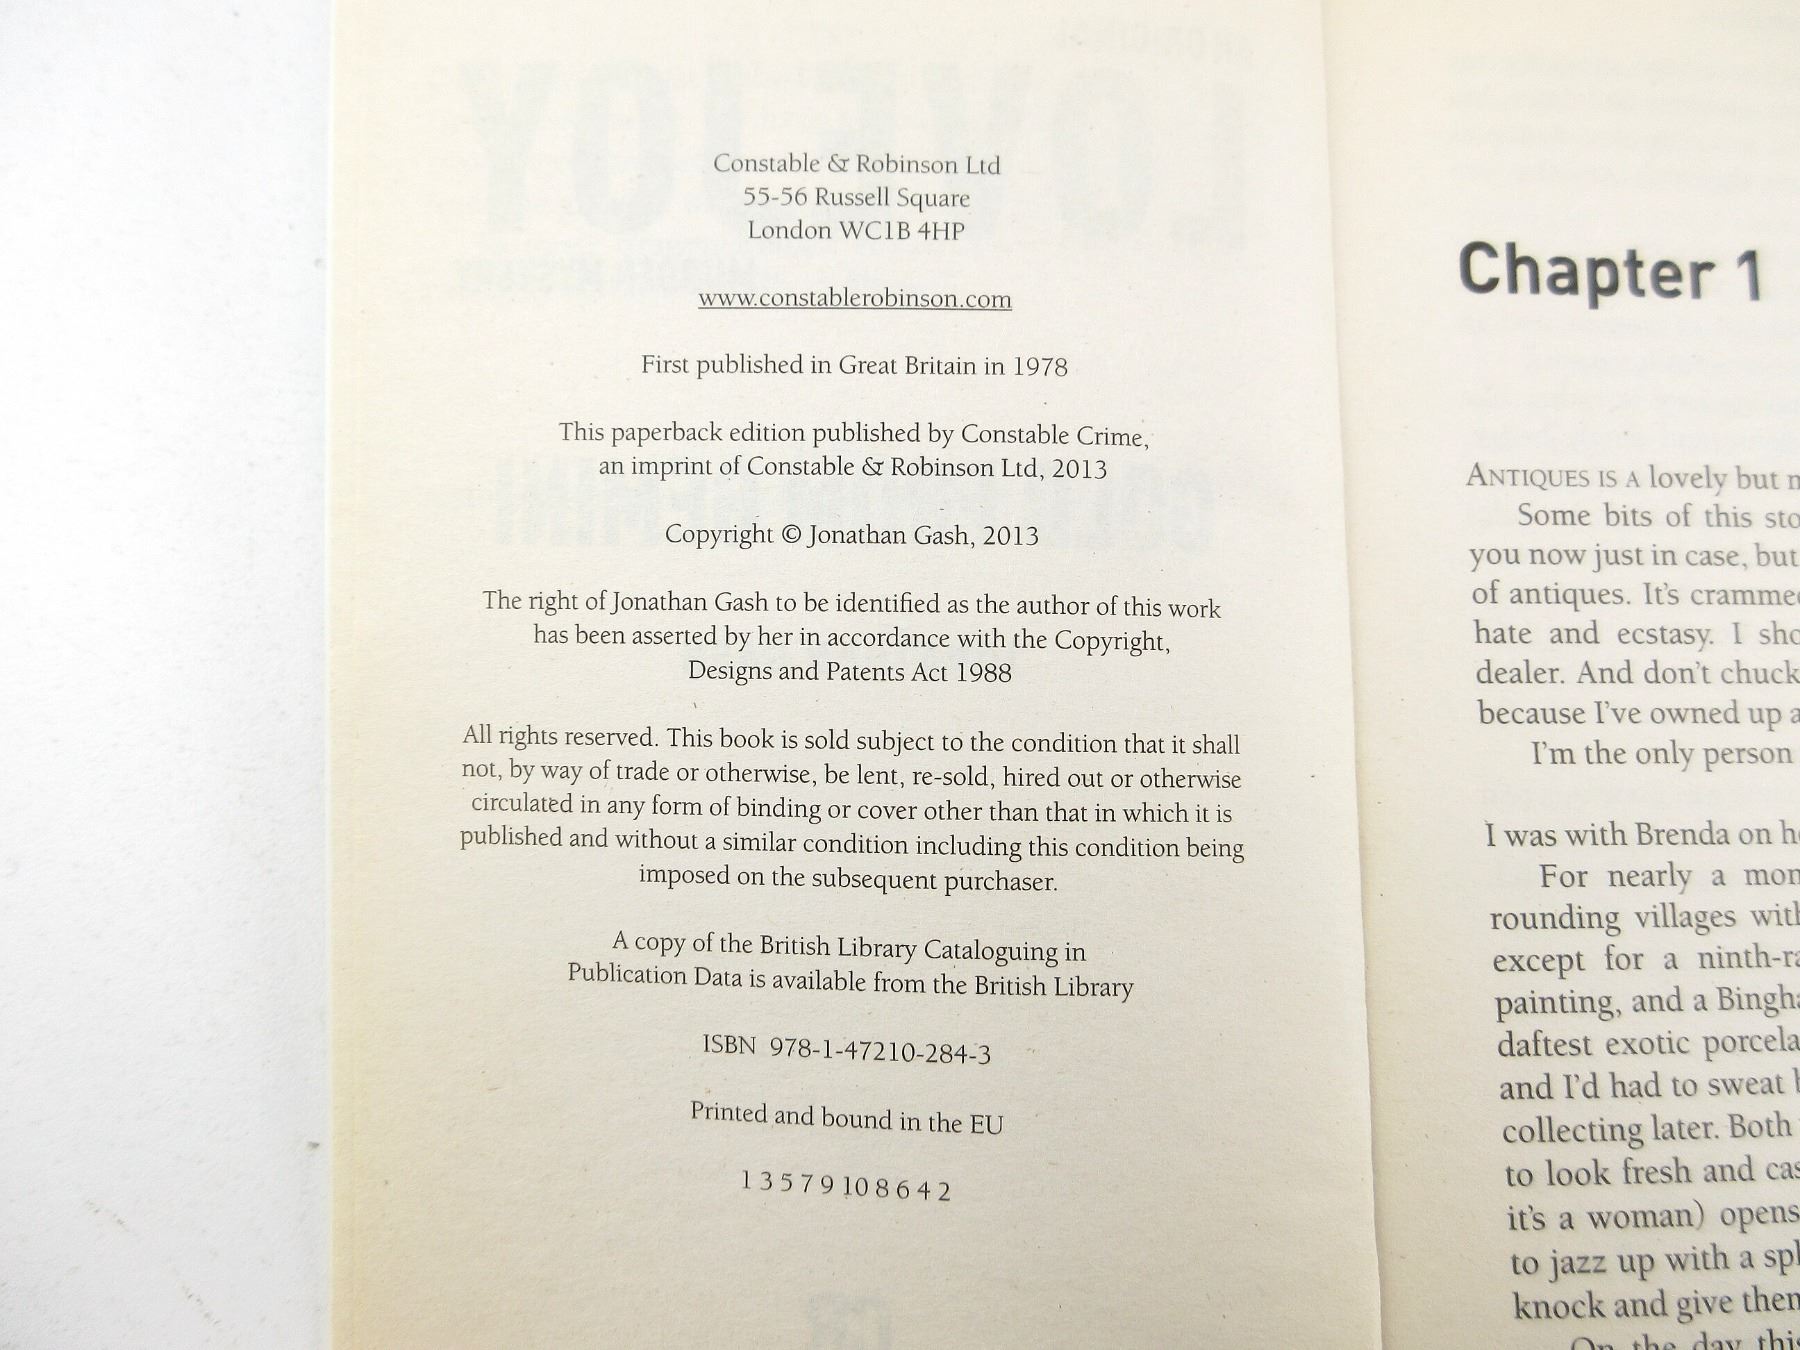 Constable & Robinson Ltd
55-56 Russell Square
London WC1B 4HP
www.constablerobinson.com
First published in Great Britain in 1978
This paperback edition published by Constable Crime,
an imprint of Constable & Robinson Ltd, 2013
Copyright © Jonathan Gash, 2013
The right of Jonathan Gash to be identified as the author of this work
has been asserted by her in accordance with the Copyright,
Designs and Patents Act 1988
All rights reserved. This book is sold subject to the condition that it shall
not, by way of trade or otherwise, be lent, re-sold, hired out or otherwise
circulated in any form of binding or cover other than that in which it is
published and without a similar condition including this condition being
imposed on the subsequent purchaser.
A copy of the British Library Cataloguing in
Publication Data is available from the British Library
ISBN 978-1-47210-284-3
Printed and bound in the EU
1 3 5 7 9 10 8 6 4 2
Chapter 1
ANTIQUES IS A lovely but
Some bits of this
you now just in case, but
of antiques. It's
hate and ecstasy. I
dealer. And don't chuck
because I've owned up
I'm the only person
I was with Brenda on
For nearly a
rounding villages with
except for a
painting, and a
daftest exotic
and I'd had to sweat
collecting later. Both
to look fresh and
it's a woman) opens
to jazz up with a
knock and give
On the day